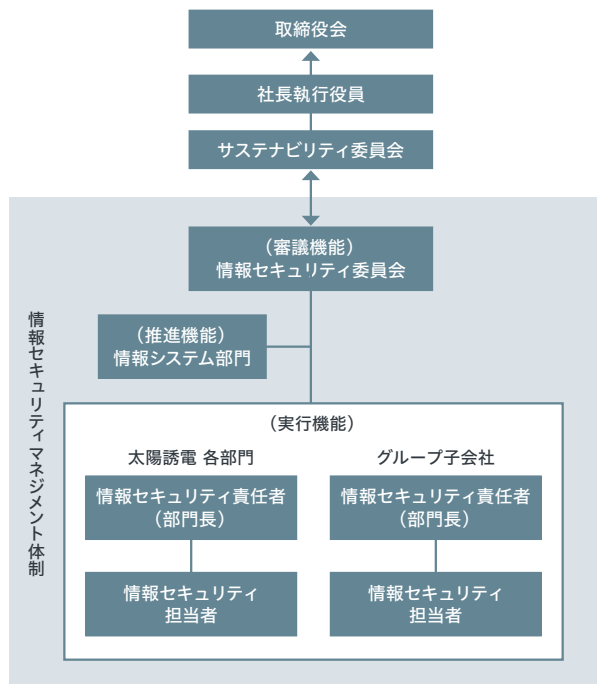 取締役会
社長執行役員
サステナビリティ委員会
（審議機能）
情報セキュリティ委員会
情報セキュリティマネジメント体制
（推進機能）
情報システム部門
（実行機能）
太陽誘電 各部門
情報セキュリティ責任者
（部門長）
情報セキュリティ
担当者
グループ子会社
情報セキュリティ責任者
（部門長）
情報セキュリティ
担当者